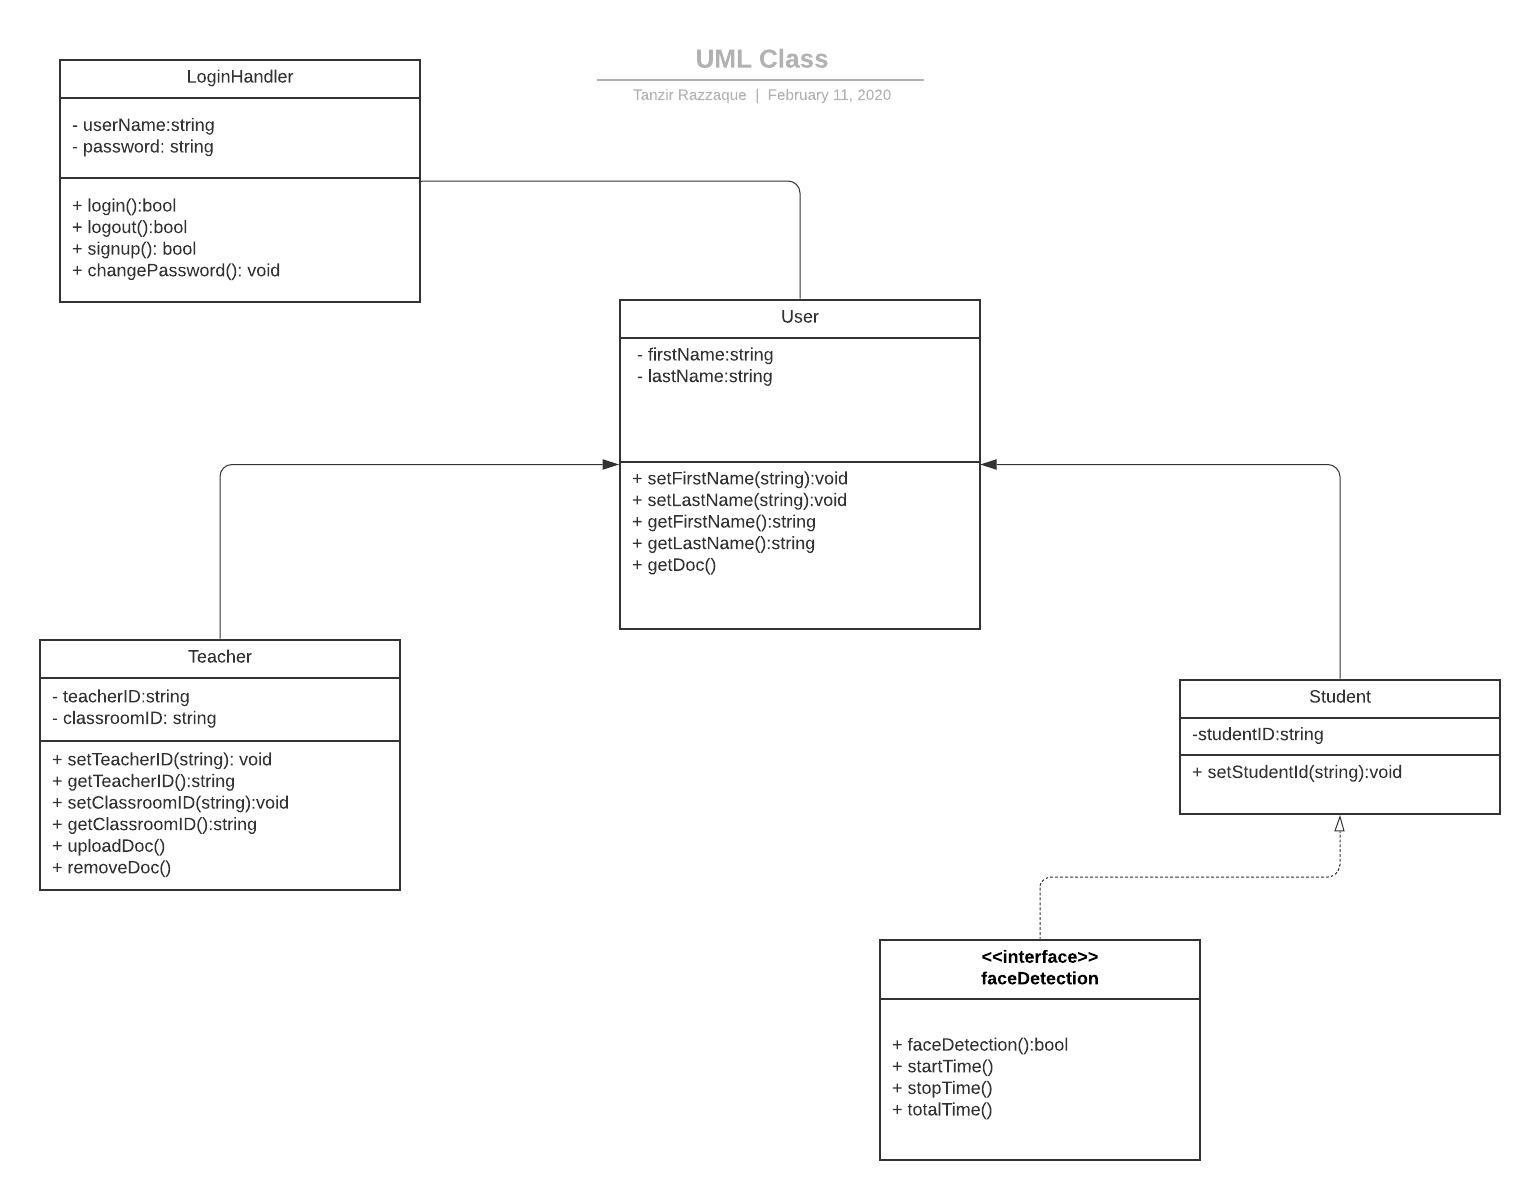 UML Class
Tanzir Razzaque | February 11, 2020
LoginHandler
- userName:string
- password: string
+ login():bool
+ logout():bool
+ signup(): bool
+ changePassword(): void
User
- firstName:string
- lastName:string
+ setFirstName(string):void
+ setLastName(string):void
+ getFirstName():string
+ getLastName():string
+ getDoc()
Teacher
- teacherID:string
- classroomID: string
+ setTeacherID(string): void
+ getTeacherID():string
+ setClassroomID(string):void
+ getClassroomID():string
+ uploadDoc()
+ removeDoc()
Student
-studentID:string
+ setStudentId(string):void
<<interface>>
faceDetection
+ faceDetection():bool
+ startTime()
+ stopTime()
+ totalTime()